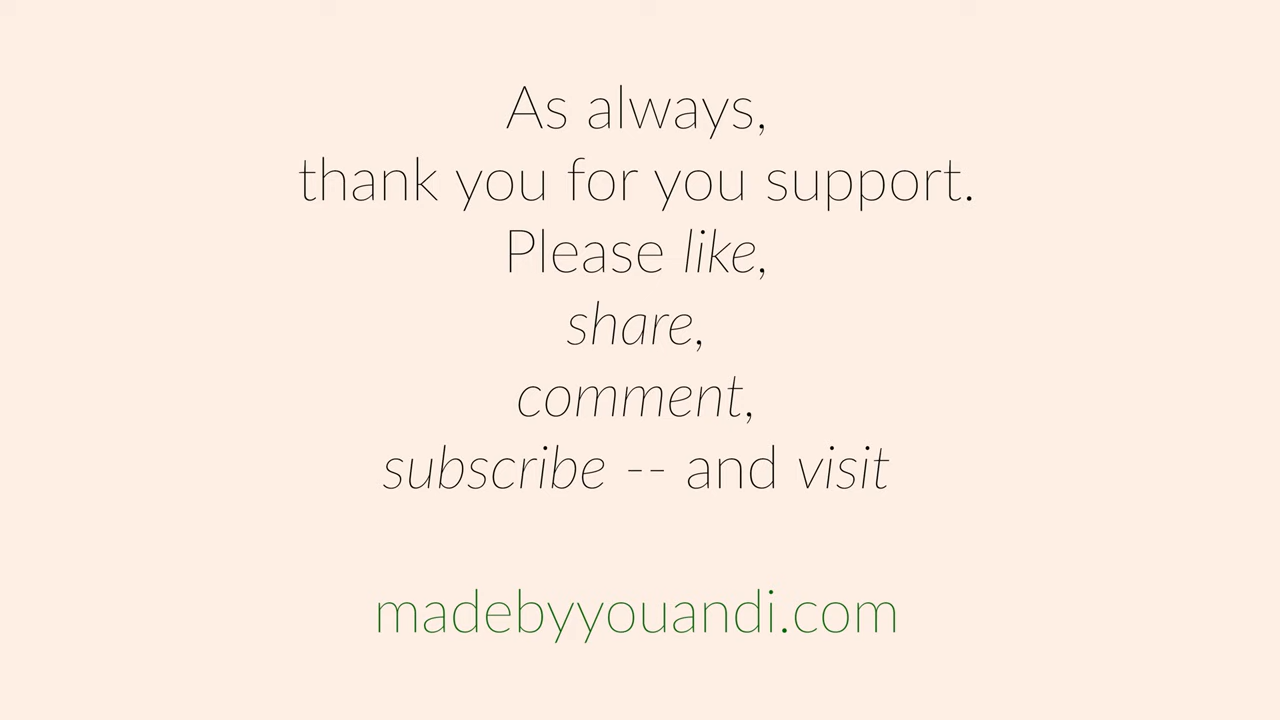 As always,
thank you for you support.
Please like,
share,
comment,
subscribe -- and visit
madebyyouandi.com